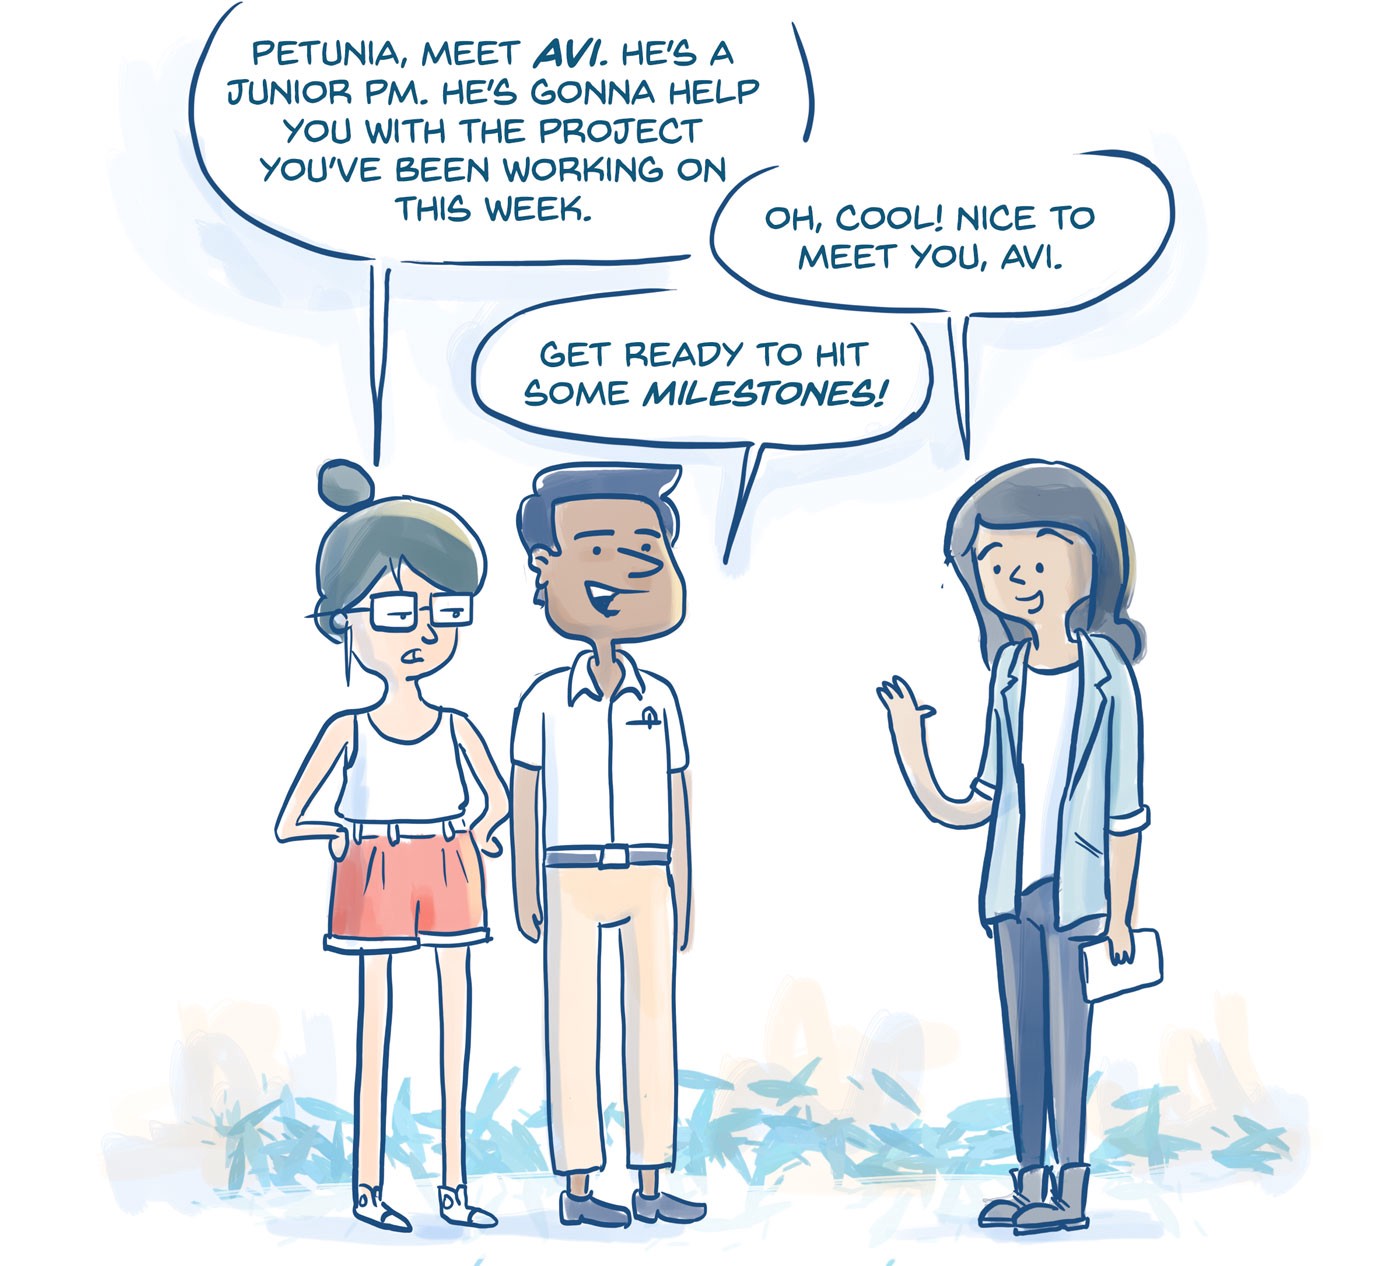 PETUNIA, MEET AVI. HE'S A
JUNIOR PM. HE'S GONNA HELP
YOU WITH THE PROJECT
YOU'VE BEEN WORKING ON
THIS WEEK.
OH, COOL! NICE TO
MEET YOU, AVI.
GET READY TO HIT
SOME MILESTONES!